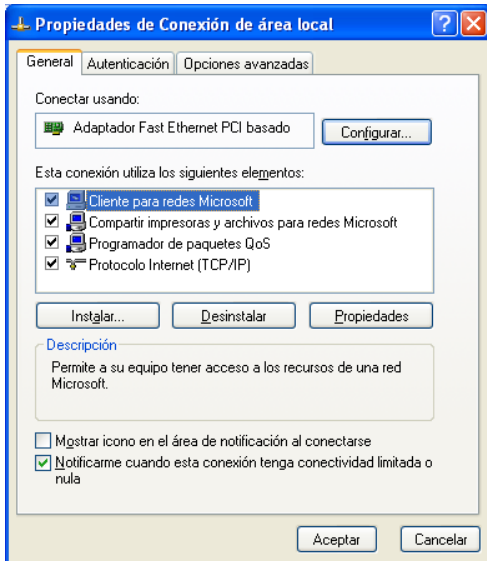 Propiedades de Conexión de área local
General
Autenticación
Opciones avanzadas
Conectar usando:
Adaptador Fast Ethernet PCI basado
Configurar...
Esta conexión utiliza los siguientes elementos:
Cliente para redes Microsoft
Compartir impresoras y archivos para redes Microsoft
Programador de paquetes QoS
Protocolo Internet (TCP/IP)
Instalar...
Desinstalar
Propiedades
Descripción
Permite a su equipo tener acceso a los recursos de una red
Microsoft.
Mostrar icono en el área de notificación al conectarse
Notificarme cuando esta conexión tenga conectividad limitada o
nula
Aceptar
Cancelar